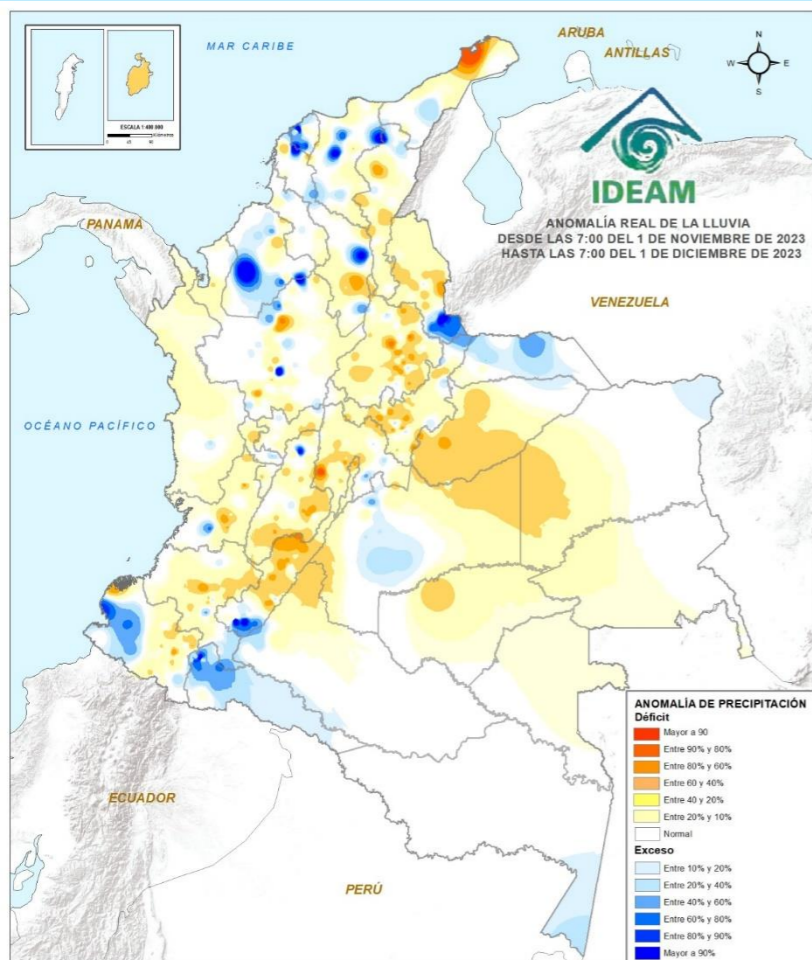 MAR CARIBE
ARUBA
ANTILLAS
N
W
E
S
ESCALA 1:400 000
IDEAM
ANOMALÍA REAL DE LA LLUVIA
DESDE LAS 7:00 DEL 1 DE NOVIEMBRE DE 2023
HASTA LAS 7:00 DEL 1 DE DICIEMBRE DE 2023
PANAMÁ
VENEZUELA
OCÉANO PACÍFICO
ECUADOR
PERÚ
ANOMALÍA DE PRECIPITACIÓN
Déficit
Mayor a 90
Entre 90% y 80%
Entre 80% y 60%
Entre 60 y 40%
Entre 40 y 20%
Entre 20% y 10%
Normal
Exceso
Entre 10% y 20%
Entre 20% y 40%
Entre 40% y 60%
Entre 60% y 80%
Entre 80% y 90%
Mayor a 90%